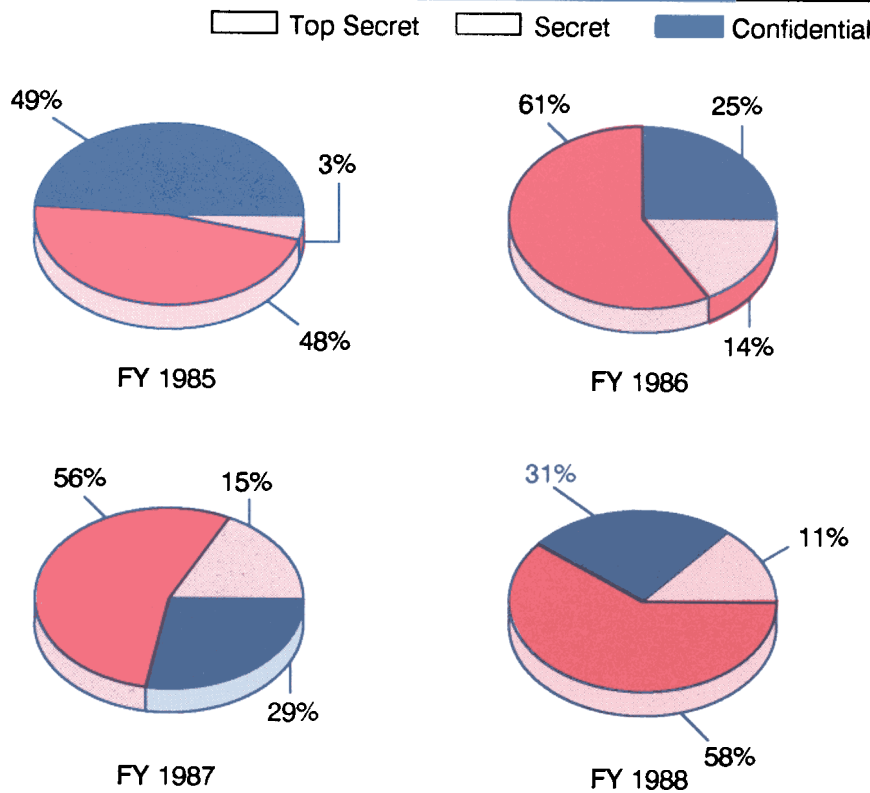 Top Secret Secret Confidential
49%
3%
48%
FY 1985
61%
25%
14%
FY 1986
56%
15%
29%
FY 1987
31%
11%
58%
FY 1988